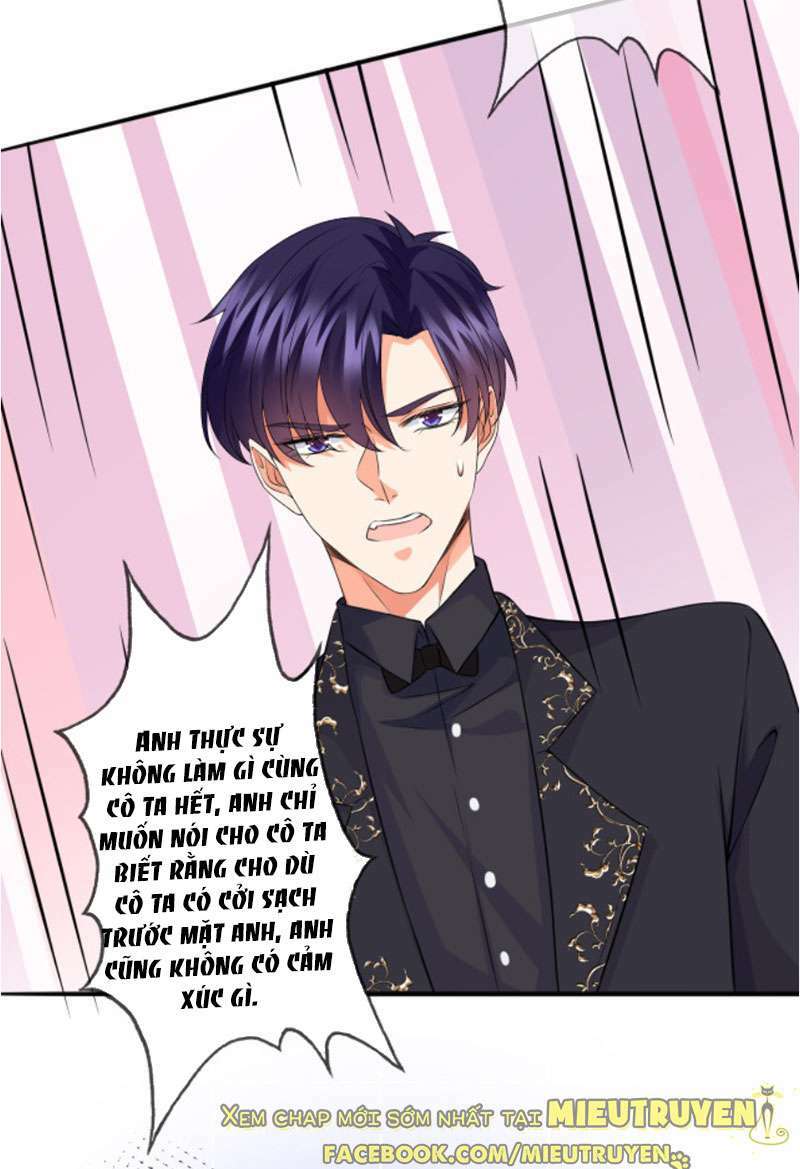 ANH THỰC SỰ
KHÔNG LÀM GÌ CÙNG
CÔ TA HẾT, ANH CHỈ
MUỐN NÓI CHO CÔ TA
BIẾT RẰNG CHO DÙ
CÔ TA CÓ CỞI SẠCH
TRƯỚC MẶT ANH, ANH
CŨNG KHÔNG CÓ CẢM
XÚC GÌ.
XEM CHAP MỚI SỚM NHẤT TẠI MIEUTRUYEN
FACEBOOK.COM/MIEUTRUYEN